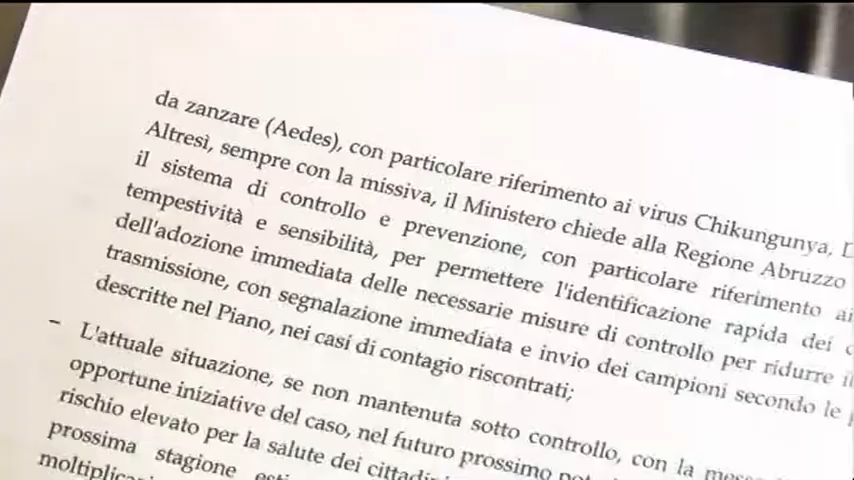 da zanzare (Aedes), con particolare riferimento ai virus Chikungunya,
Altresì, sempre con la missiva, il Ministero chiede alla Regione Abruzzo
il sistema di controllo e prevenzione, con particolare riferimento
tempestività e sensibilità, per permettere l'identificazione rapida dei
dell'adozione immediata delle necessarie misure di controllo per ridurre
trasmissione, con segnalazione immediata e invio dei campioni secondo le
descritte nel Piano, nei casi di contagio riscontrati;
– L'attuale situazione, se non mantenuta sotto controllo, con la
opportune iniziative del caso, nel futuro prossimo
rischio elevato per la salute dei
prossima stagione